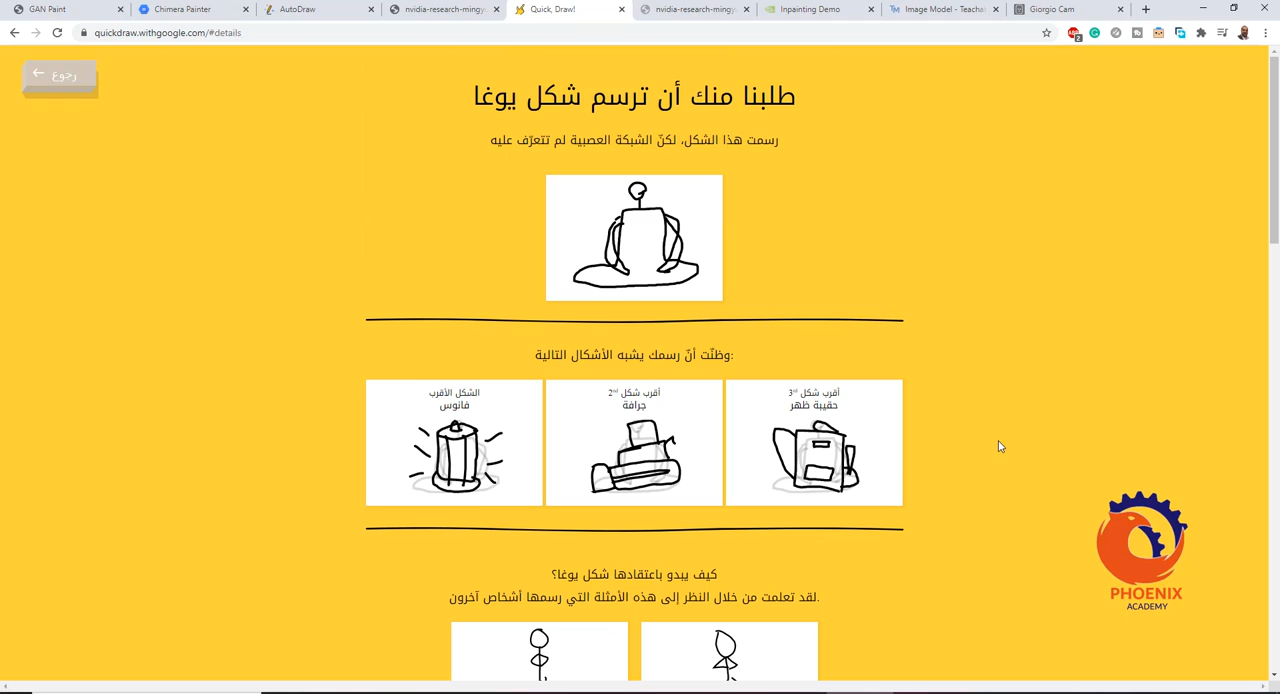 GAN Paint
Chimera Painter
AutoDraw
nvidia-research-mingyu
Quick, Draw!
nvidia-research-mingyu
Inpainting Demo
Image Model - Teacha
Giorgio Cam
quickdraw.withgoogle.com/#details
رجوع
طلبنا منك أن ترسم شكل يوغا
رسمت هذا الشكل، لكنّ الشبكة العصبية لم تتعرّف عليه
وظنّت أنّ رسمك يشبه الأشكال التالية:
الشكل الأقرب
فانوس
أقرب شكل 2nd
جرافة
أقرب شكل 3rd
حقيبة ظهر
كيف يبدو باعتقادها شكل يوغا؟
لقد تعلمت من خلال النظر إلى هذه الأمثلة التي رسمها أشخاص آخرون.
PHOENIX
ACADEMY